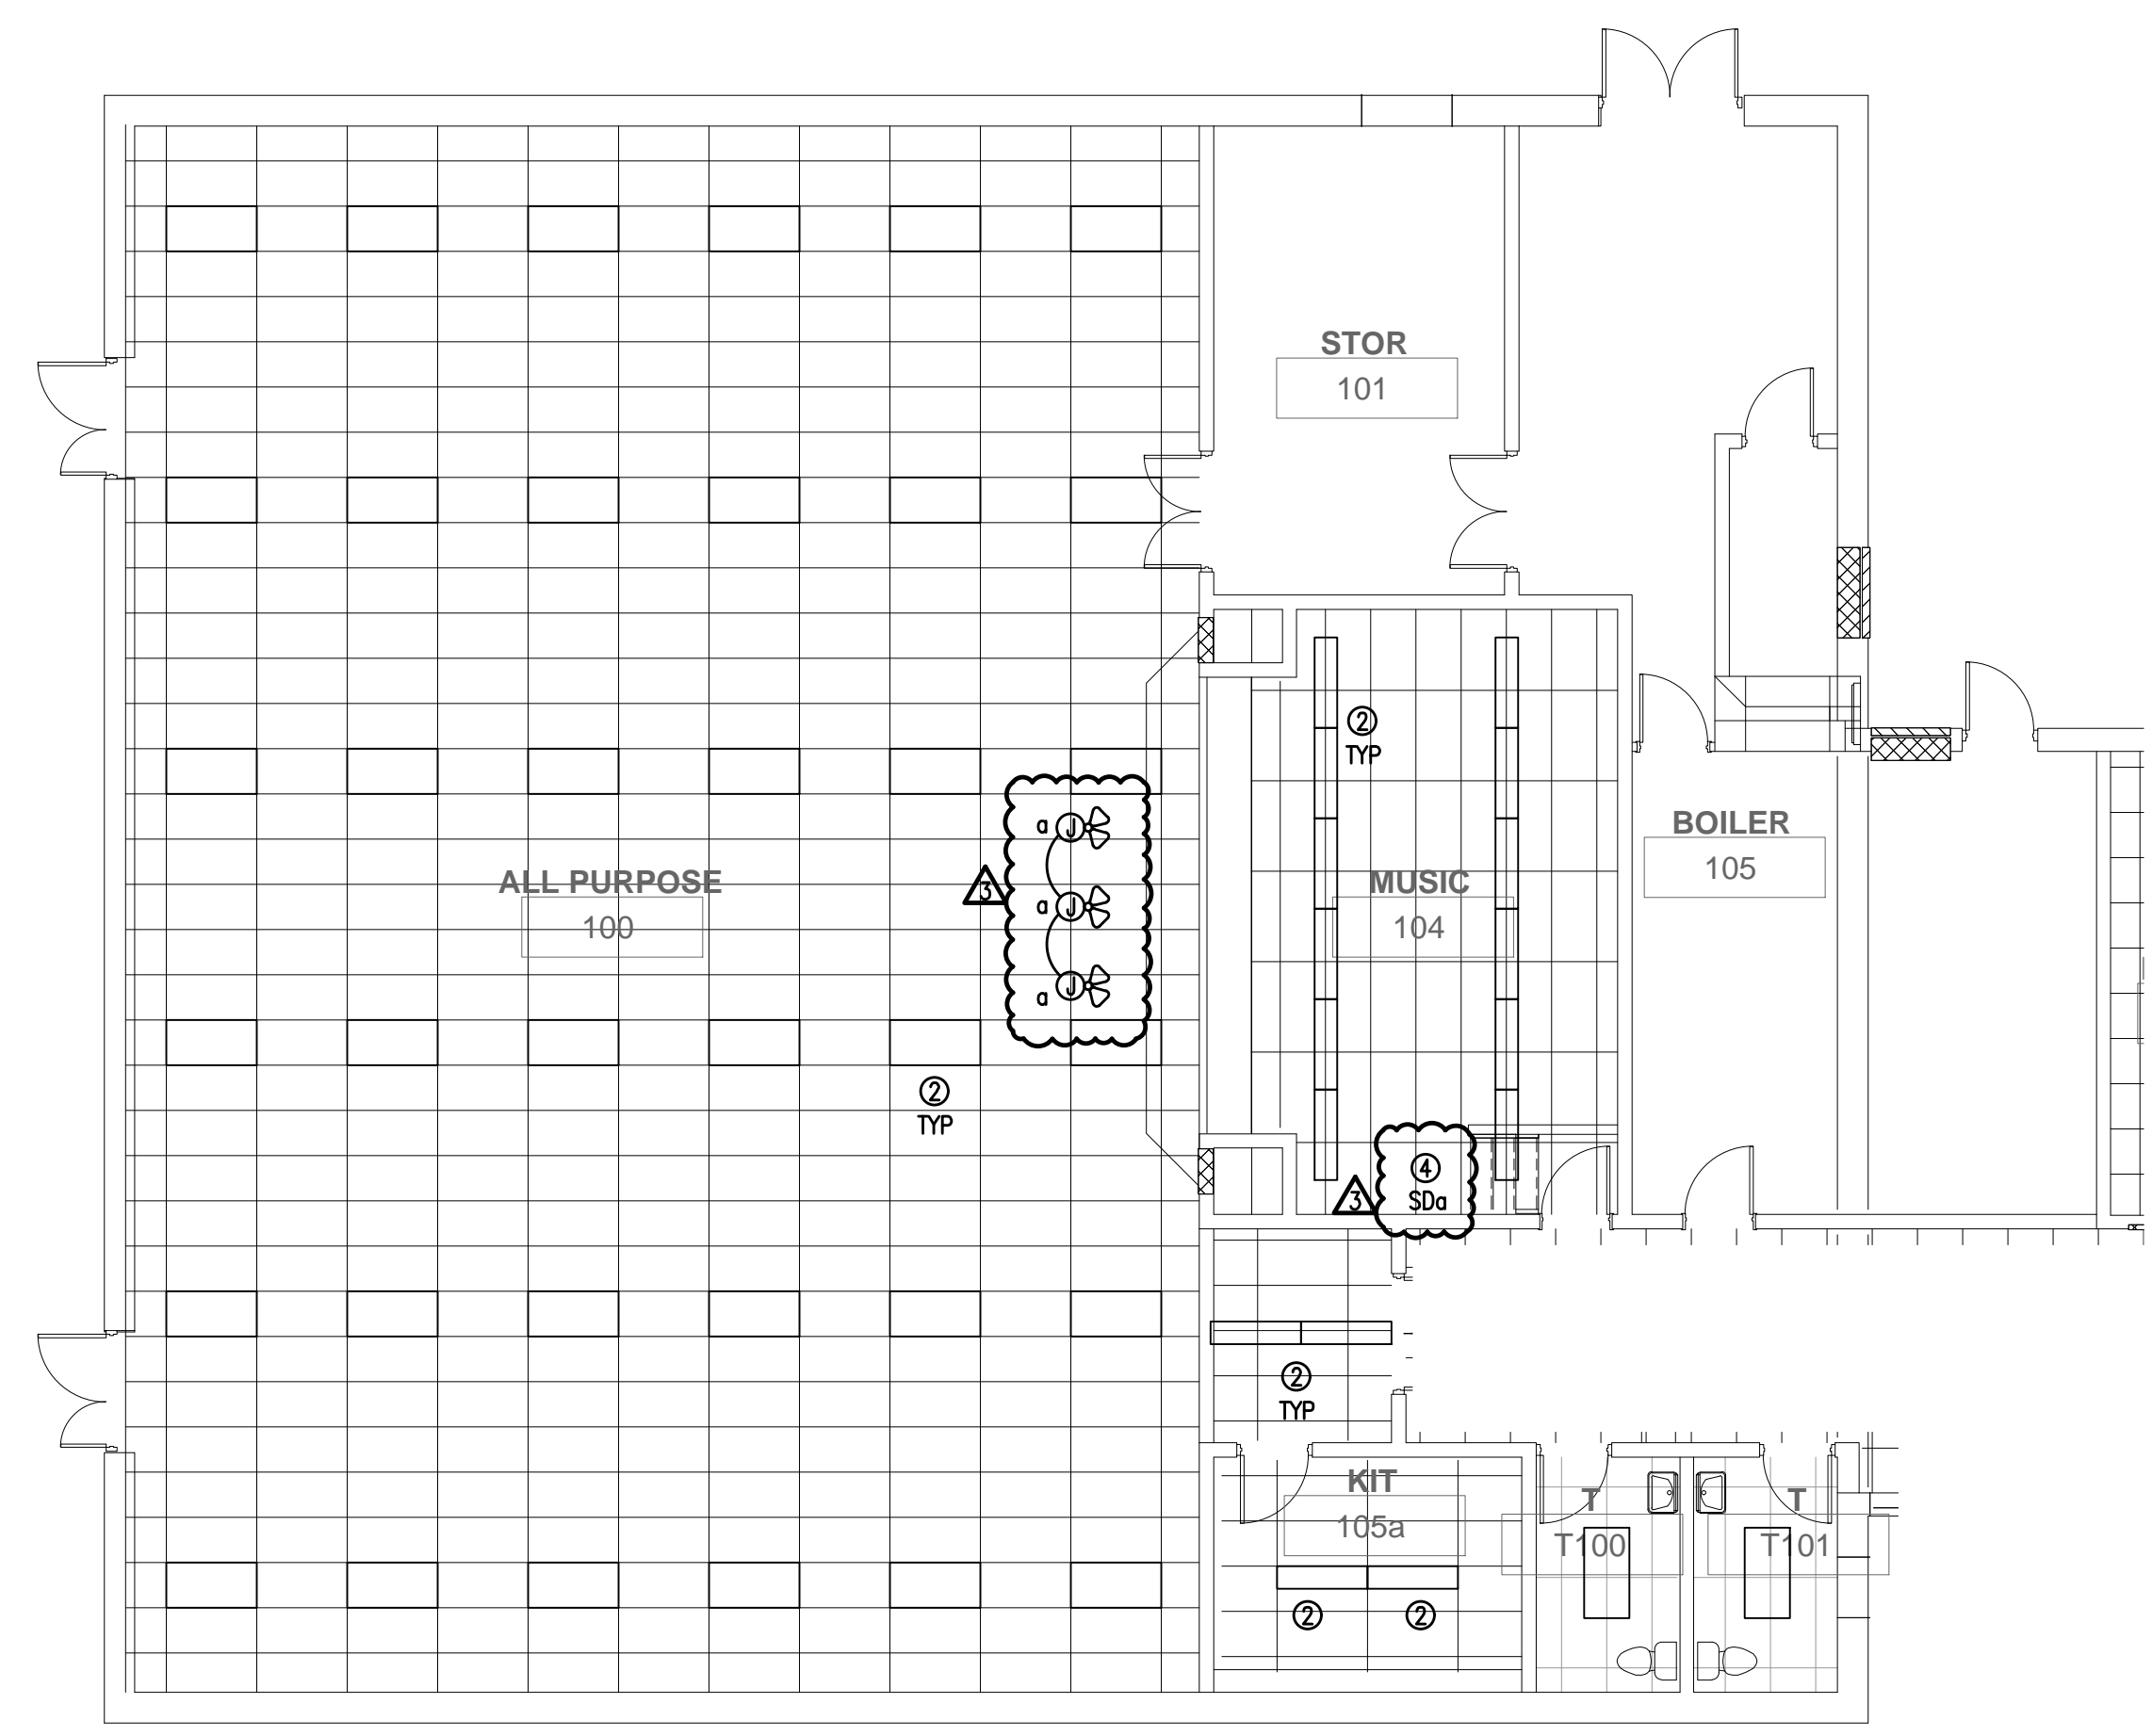 STOR
101
2
TYP
BOILER
105
a J
ALL PURPOSE
100
3
a J
MUSIC
104
a J
2
TYP
4
3
$Da
2
TYP
KIT
105a
T
T100
T
T101
2
2